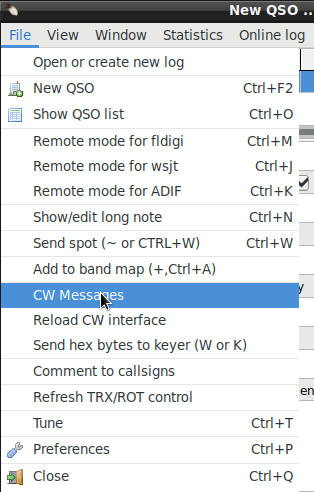 New QSO ..
File View Window Statistics Online log
Open or create new log
New QSO Ctrl+F2
Show QSO list Ctrl+O
Remote mode for fldigi Ctrl+M
Remote mode for wsjt Ctrl+J
Remote mode for ADIF Ctrl+K
Show/edit long note Ctrl+N
Send spot (~ or CTRL+W) Ctrl+W
Add to band map (+,Ctrl+A)
CW Messages
y
Reload CW interface
Send hex bytes to keyer (W or K)
Comment to callsigns
en
Refresh TRX/ROT control
Tune Ctrl+T
Preferences Ctrl+P
Close Ctrl+Q